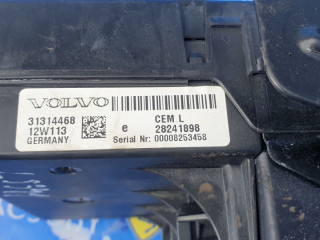 VOLVO
31314468
12W113
GERMANY
e
CEM L
28241898
Serial Nr: 00008253458